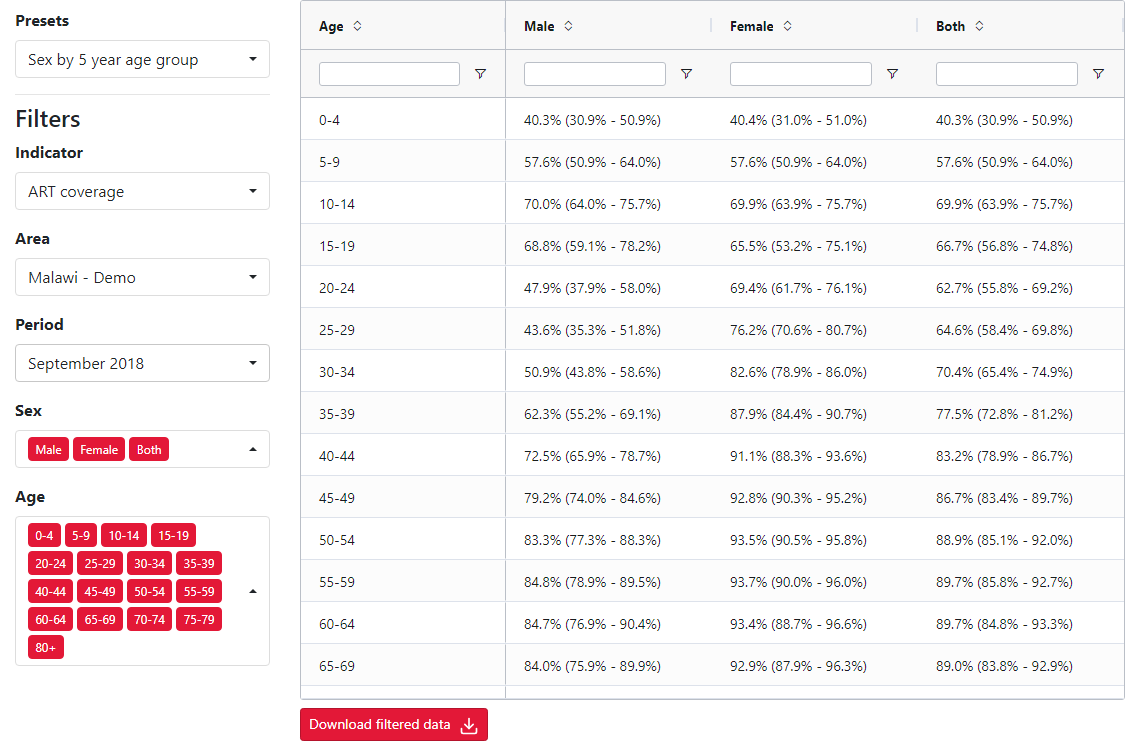 Presets
Sex by 5 year age group
Filters
Indicator
ART coverage
Area
Malawi - Demo
Period
September 2018
Sex
Male Female Both
Age
0-4 5-9 10-14 15-19
20-24 25-29 30-34 35-39
40-44 45-49 50-54 55-59
60-64 65-69 70-74 75-79
80+
Age Male Female Both
0-4 40.3% (30.9% - 50.9%) 40.4% (31.0% - 51.0%) 40.3% (30.9% - 50.9%)
5-9 57.6% (50.9% - 64.0%) 57.6% (50.9% - 64.0%) 57.6% (50.9% - 64.0%)
10-14 70.0% (64.0% - 75.7%) 69.9% (63.9% - 75.7%) 69.9% (63.9% - 75.7%)
15-19 68.8% (59.1% - 78.2%) 65.5% (53.2% - 75.1%) 66.7% (56.8% - 74.8%)
20-24 47.9% (37.9% - 58.0%) 69.4% (61.7% - 76.1%) 62.7% (55.8% - 69.2%)
25-29 43.6% (35.3% - 51.8%) 76.2% (70.6% - 80.7%) 64.6% (58.4% - 69.8%)
30-34 50.9% (43.8% - 58.6%) 82.6% (78.9% - 86.0%) 70.4% (65.4% - 74.9%)
35-39 62.3% (55.2% - 69.1%) 87.9% (84.4% - 90.7%) 77.5% (72.8% - 81.2%)
40-44 72.5% (65.9% - 78.7%) 91.1% (88.3% - 93.6%) 83.2% (78.9% - 86.7%)
45-49 79.2% (74.0% - 84.6%) 92.8% (90.3% - 95.2%) 86.7% (83.4% - 89.7%)
50-54 83.3% (77.3% - 88.3%) 93.5% (90.5% - 95.8%) 88.9% (85.1% - 92.0%)
55-59 84.8% (78.9% - 89.5%) 93.7% (90.0% - 96.0%) 89.7% (85.8% - 92.7%)
60-64 84.7% (76.9% - 90.4%) 93.4% (88.7% - 96.6%) 89.7% (84.8% - 93.3%)
65-69 84.0% (75.9% - 89.9%) 92.9% (87.9% - 96.3%) 89.0% (83.8% - 92.9%)
Download filtered data